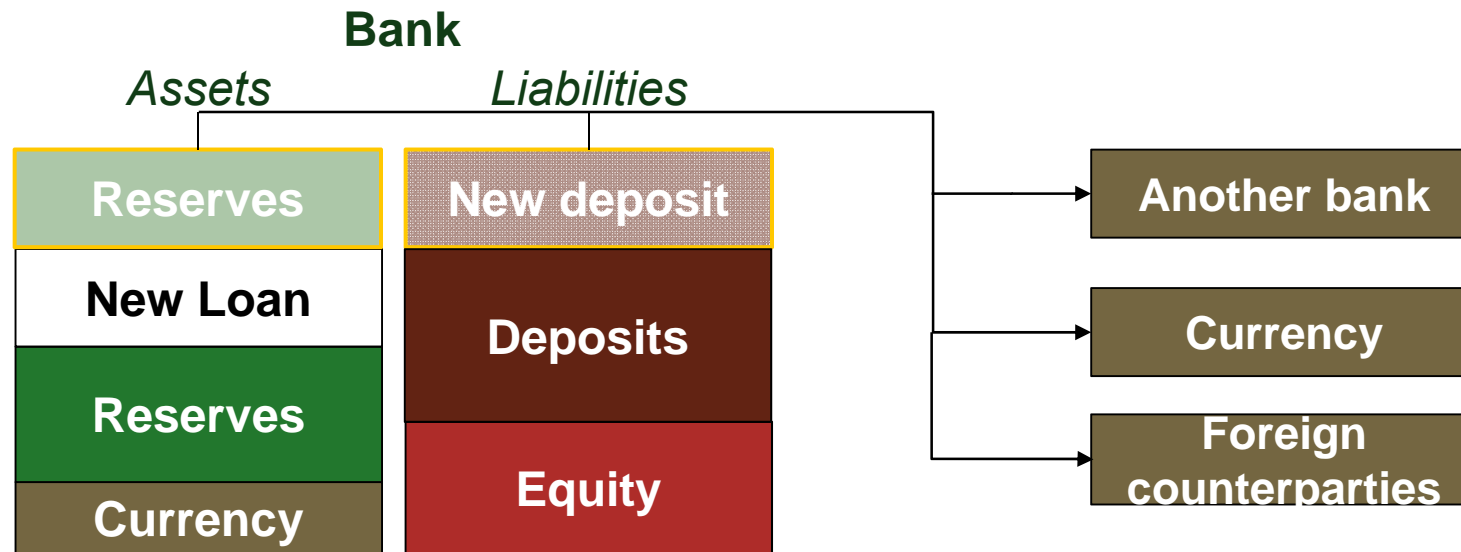 Bank
Assets
Liabilities
Reserves
New deposit
Another bank
New Loan
Deposits
Currency
Reserves
Foreign
counterparties
Equity
Currency